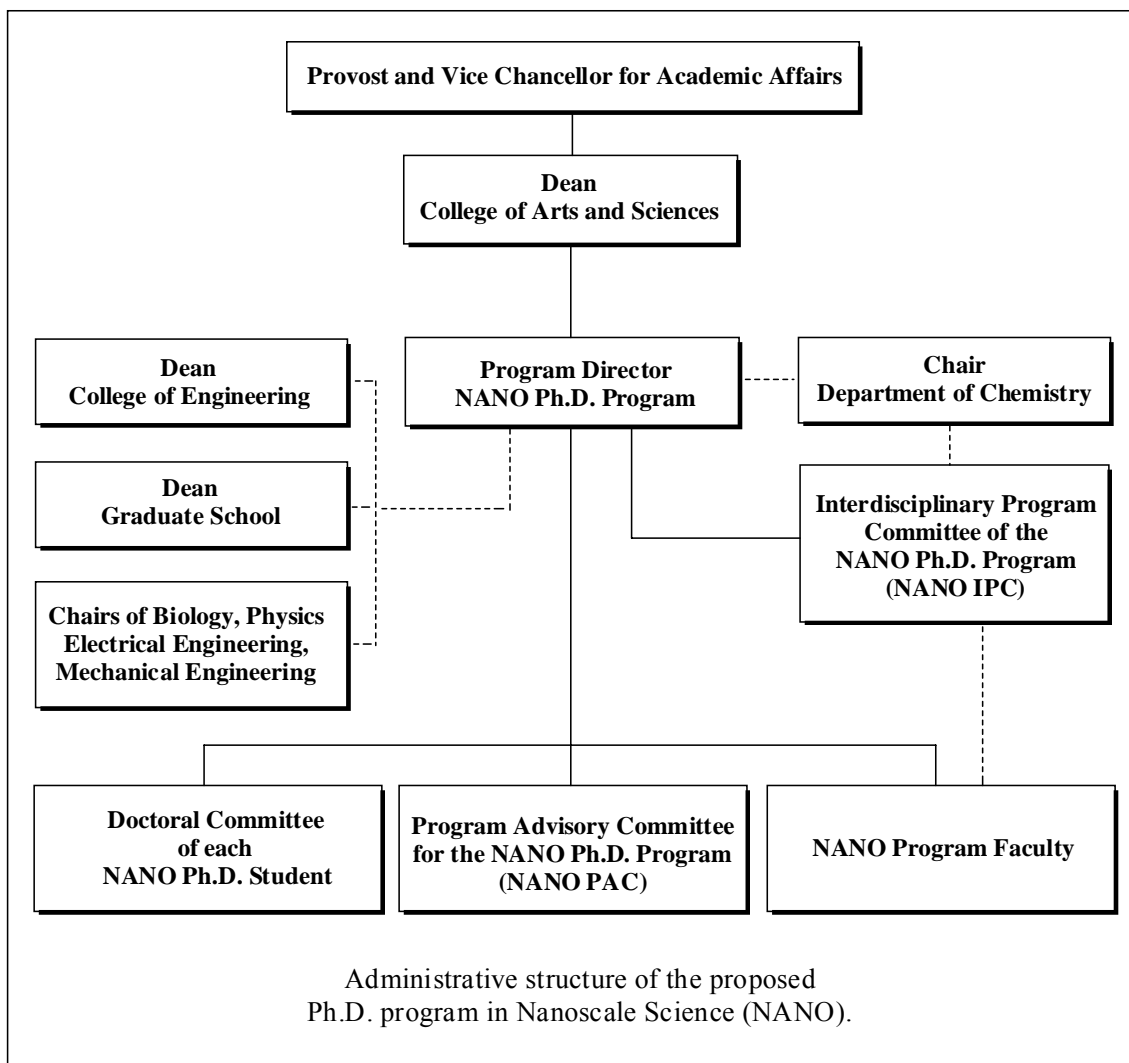 Provost and Vice Chancellor for Academic Affairs
Dean
College of Arts and Sciences
Dean
College of Engineering
Program Director
NANO Ph.D. Program
Chair
Department of Chemistry
Dean
Graduate School
Interdisciplinary Program
Committee of the
NANO Ph.D. Program
(NANO IPC)
Chairs of Biology, Physics
Electrical Engineering,
Mechanical Engineering
Doctoral Committee
of each
NANO Ph.D. Student
Program Advisory Committee
for the NANO Ph.D. Program
(NANO PAC)
NANO Program Faculty
Administrative structure of the proposed
Ph.D. program in Nanoscale Science (NANO).